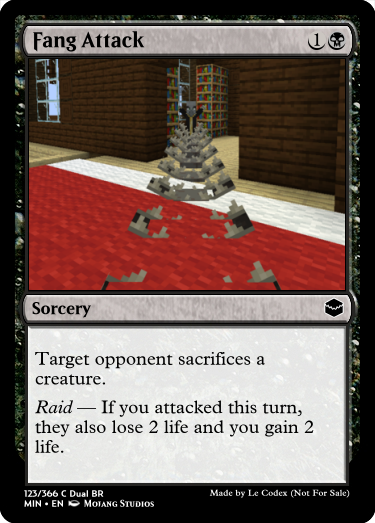 Fang Attack 1
Sorcery
Target opponent sacrifices a
creature.
Raid — If you attacked this turn,
they also lose 2 life and you gain 2
life.
123/366 C Dual BR
MIN • EN Mojang Studios
Made by Le Codex (Not For Sale)